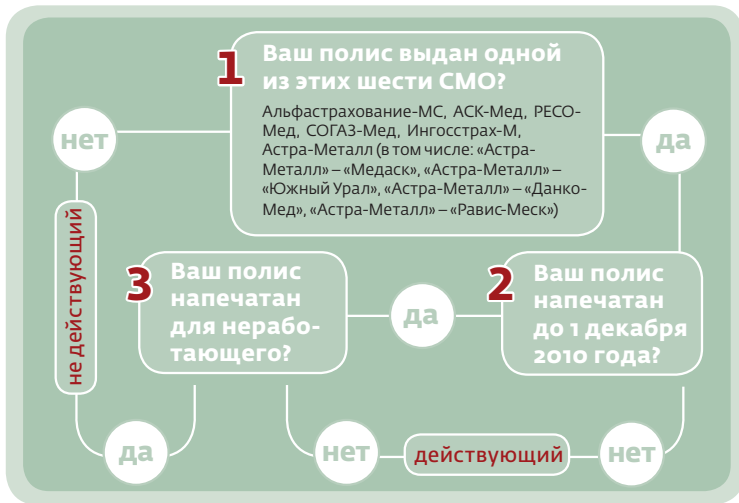 1
Ваш полис выдан одной
из этих шести СМО?
Альфастрахование-МС, АСК-Мед, РЕСО-
Мед, СОГАЗ-Мед, Ингосстрах-М,
Астра-Металл (в том числе: «Астра-
Металл» – «Медаск», «Астра-Металл» –
«Южный Урал», «Астра-Металл» – «Данко-
Мед», «Астра-Металл» – «Равис-Меск»)
нет
да
не действующий
3
Ваш полис
напечатан
для нерабо-
тающего?
да
2
Ваш полис
напечатан
до 1 декабря
2010 года?
да
нет
действующий
нет